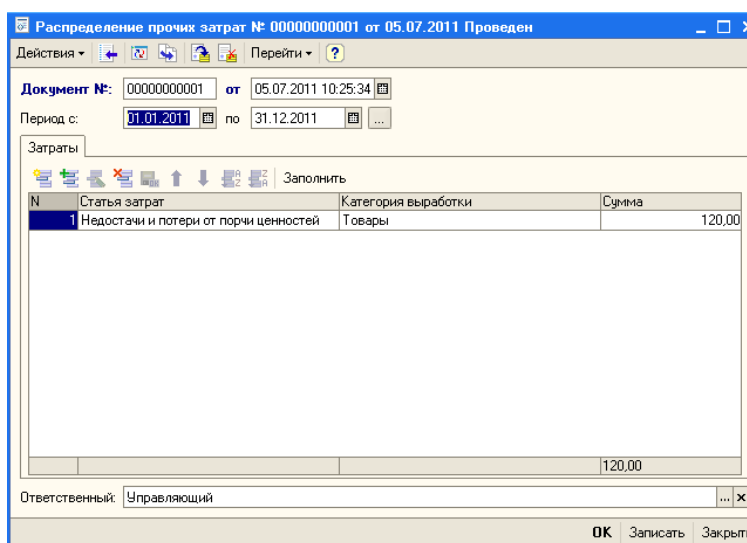 Распределение прочих затрат № 00000000001 от 05.07.2011 Проведен
Действия Перейти ?
Документ №: 00000000001 от 05.07.2011 10:25:34
Период с: 01.01.2011 по 31.12.2011 ...
Затраты
Заполнить
N Статья затрат Категория выработки Сумма
1 Недостачи и потери от порчи ценностей Товары 120,00
120,00
Ответственный: Управляющий ... x
OK Записать Закрыт